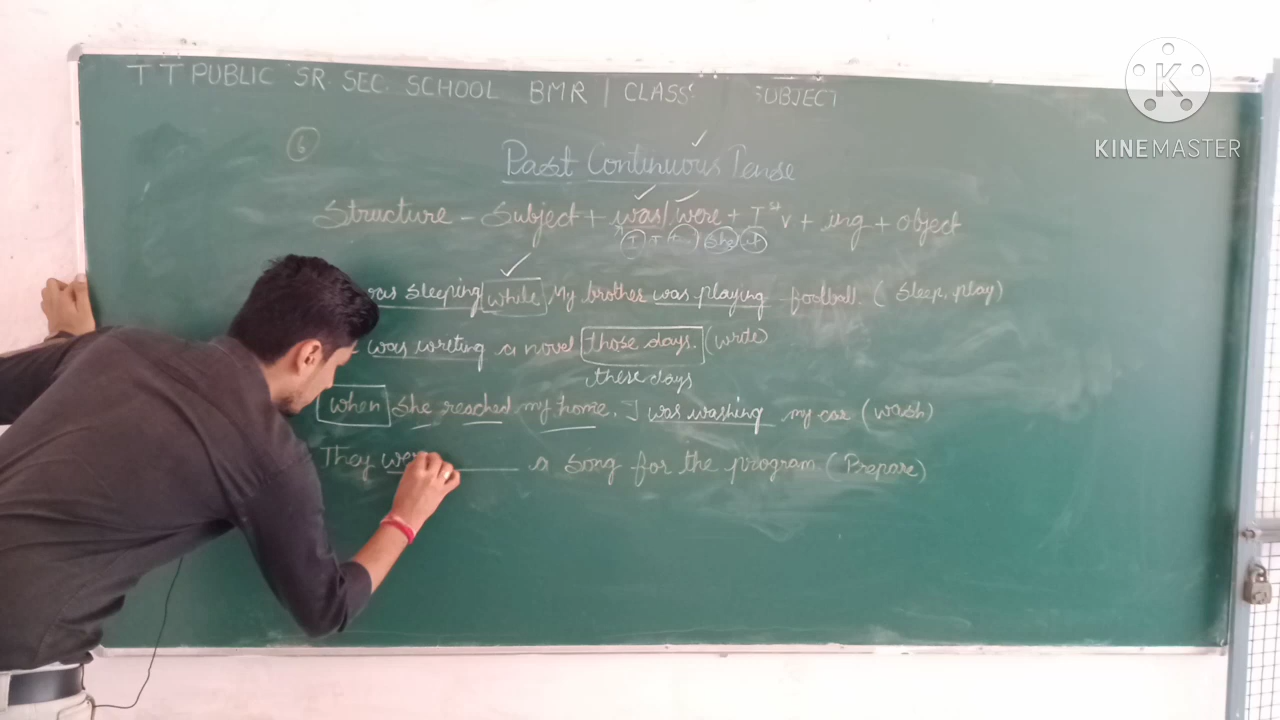 T T PUBLIC SR. SEC. SCHOOL BMR | CLASS SUBJECT
KINEMASTER
6
Past Continuous Tense
Structure - Subject + was/were + Ist v + ing + object
I She it
was sleeping while My brother was playing football. (Sleep, play)
was writing a novel those days. (write)
these days
when She reached my home. I was washing my car (wash)
They wer a song for the program (Prepare)